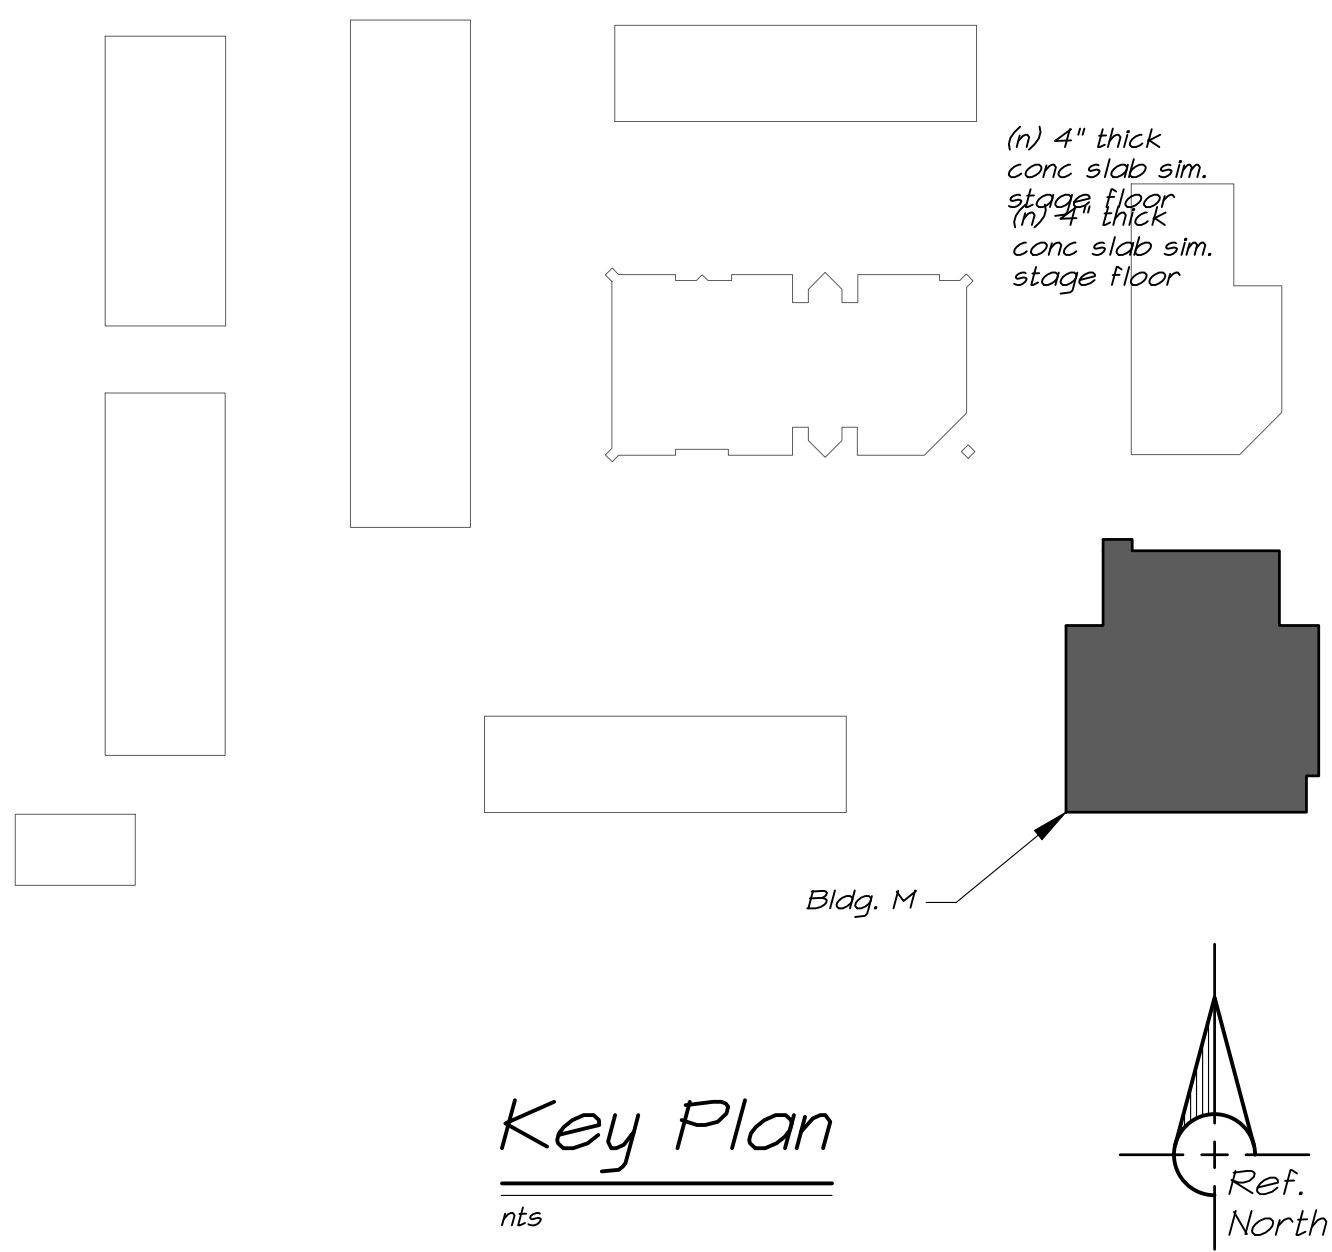 (n) 4" thick
conc slab sim.
stage floor
(n) 4" thick
conc slab sim.
stage floor
Bldg. M
Key Plan
nts
Ref.
North